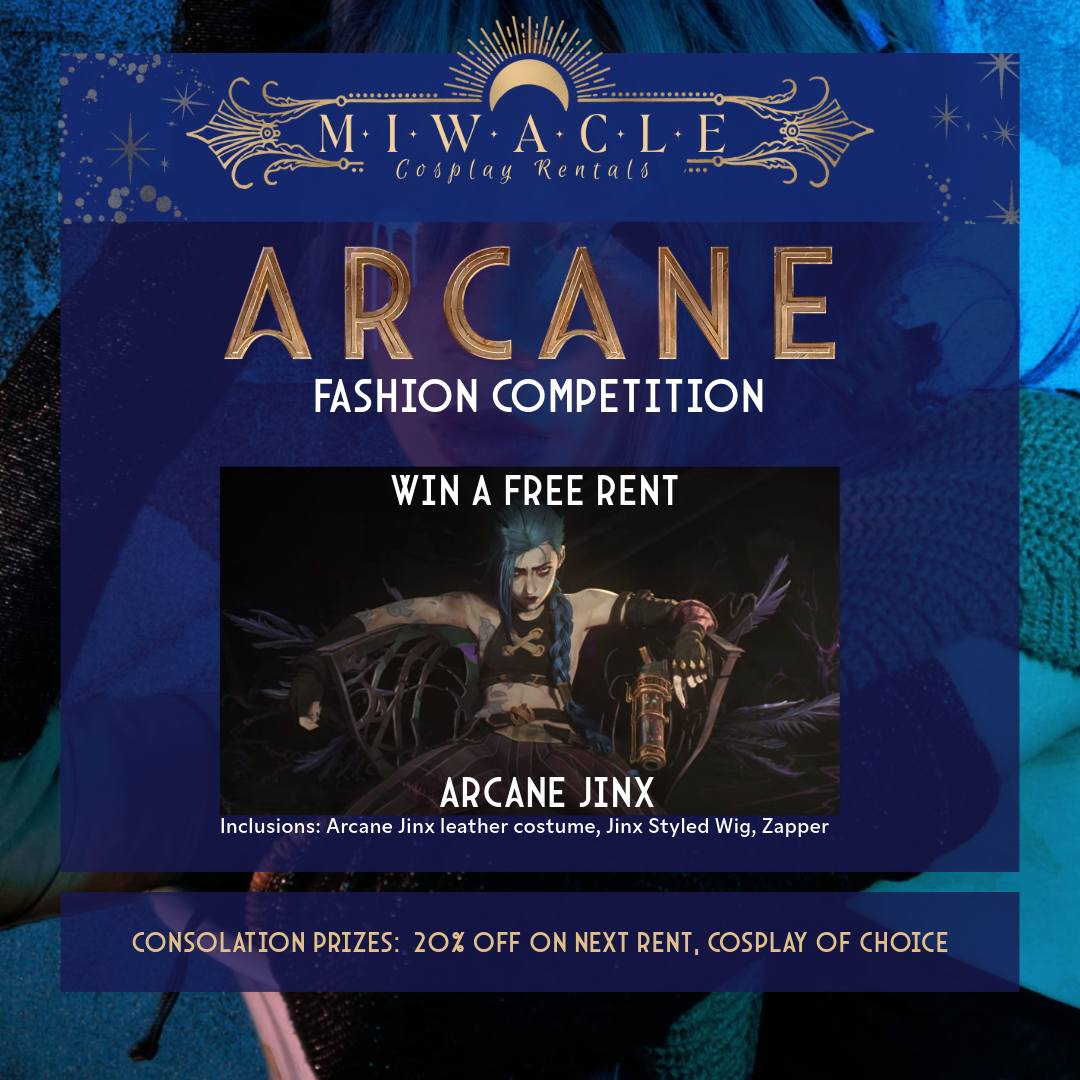 M·I·W·A·C·L·E
Cosplay Rentals
ARCANE
FASHION COMPETITION
WIN A FREE RENT
ARCANE JINX
Inclusions: Arcane Jinx leather costume, Jinx Styled Wig, Zapper
CONSOLATION PRIZES: 20% OFF ON NEXT RENT, COSPLAY OF CHOICE